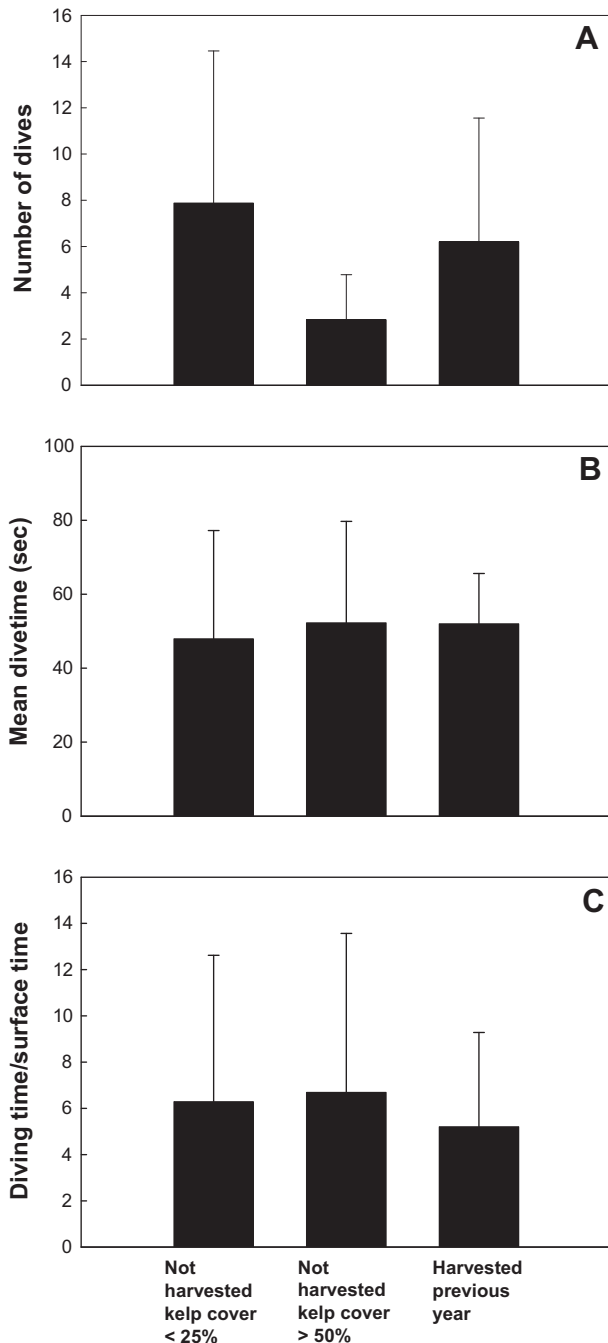 A
Number of dives
16
14
12
10
8
6
4
2
0
B
Mean divetime (sec)
100
80
60
40
20
0
C
Diving time/surface time
16
14
12
10
8
6
4
2
0
Not
harvested
kelp cover
< 25%
Not
harvested
kelp cover
> 50%
Harvested
previous
year